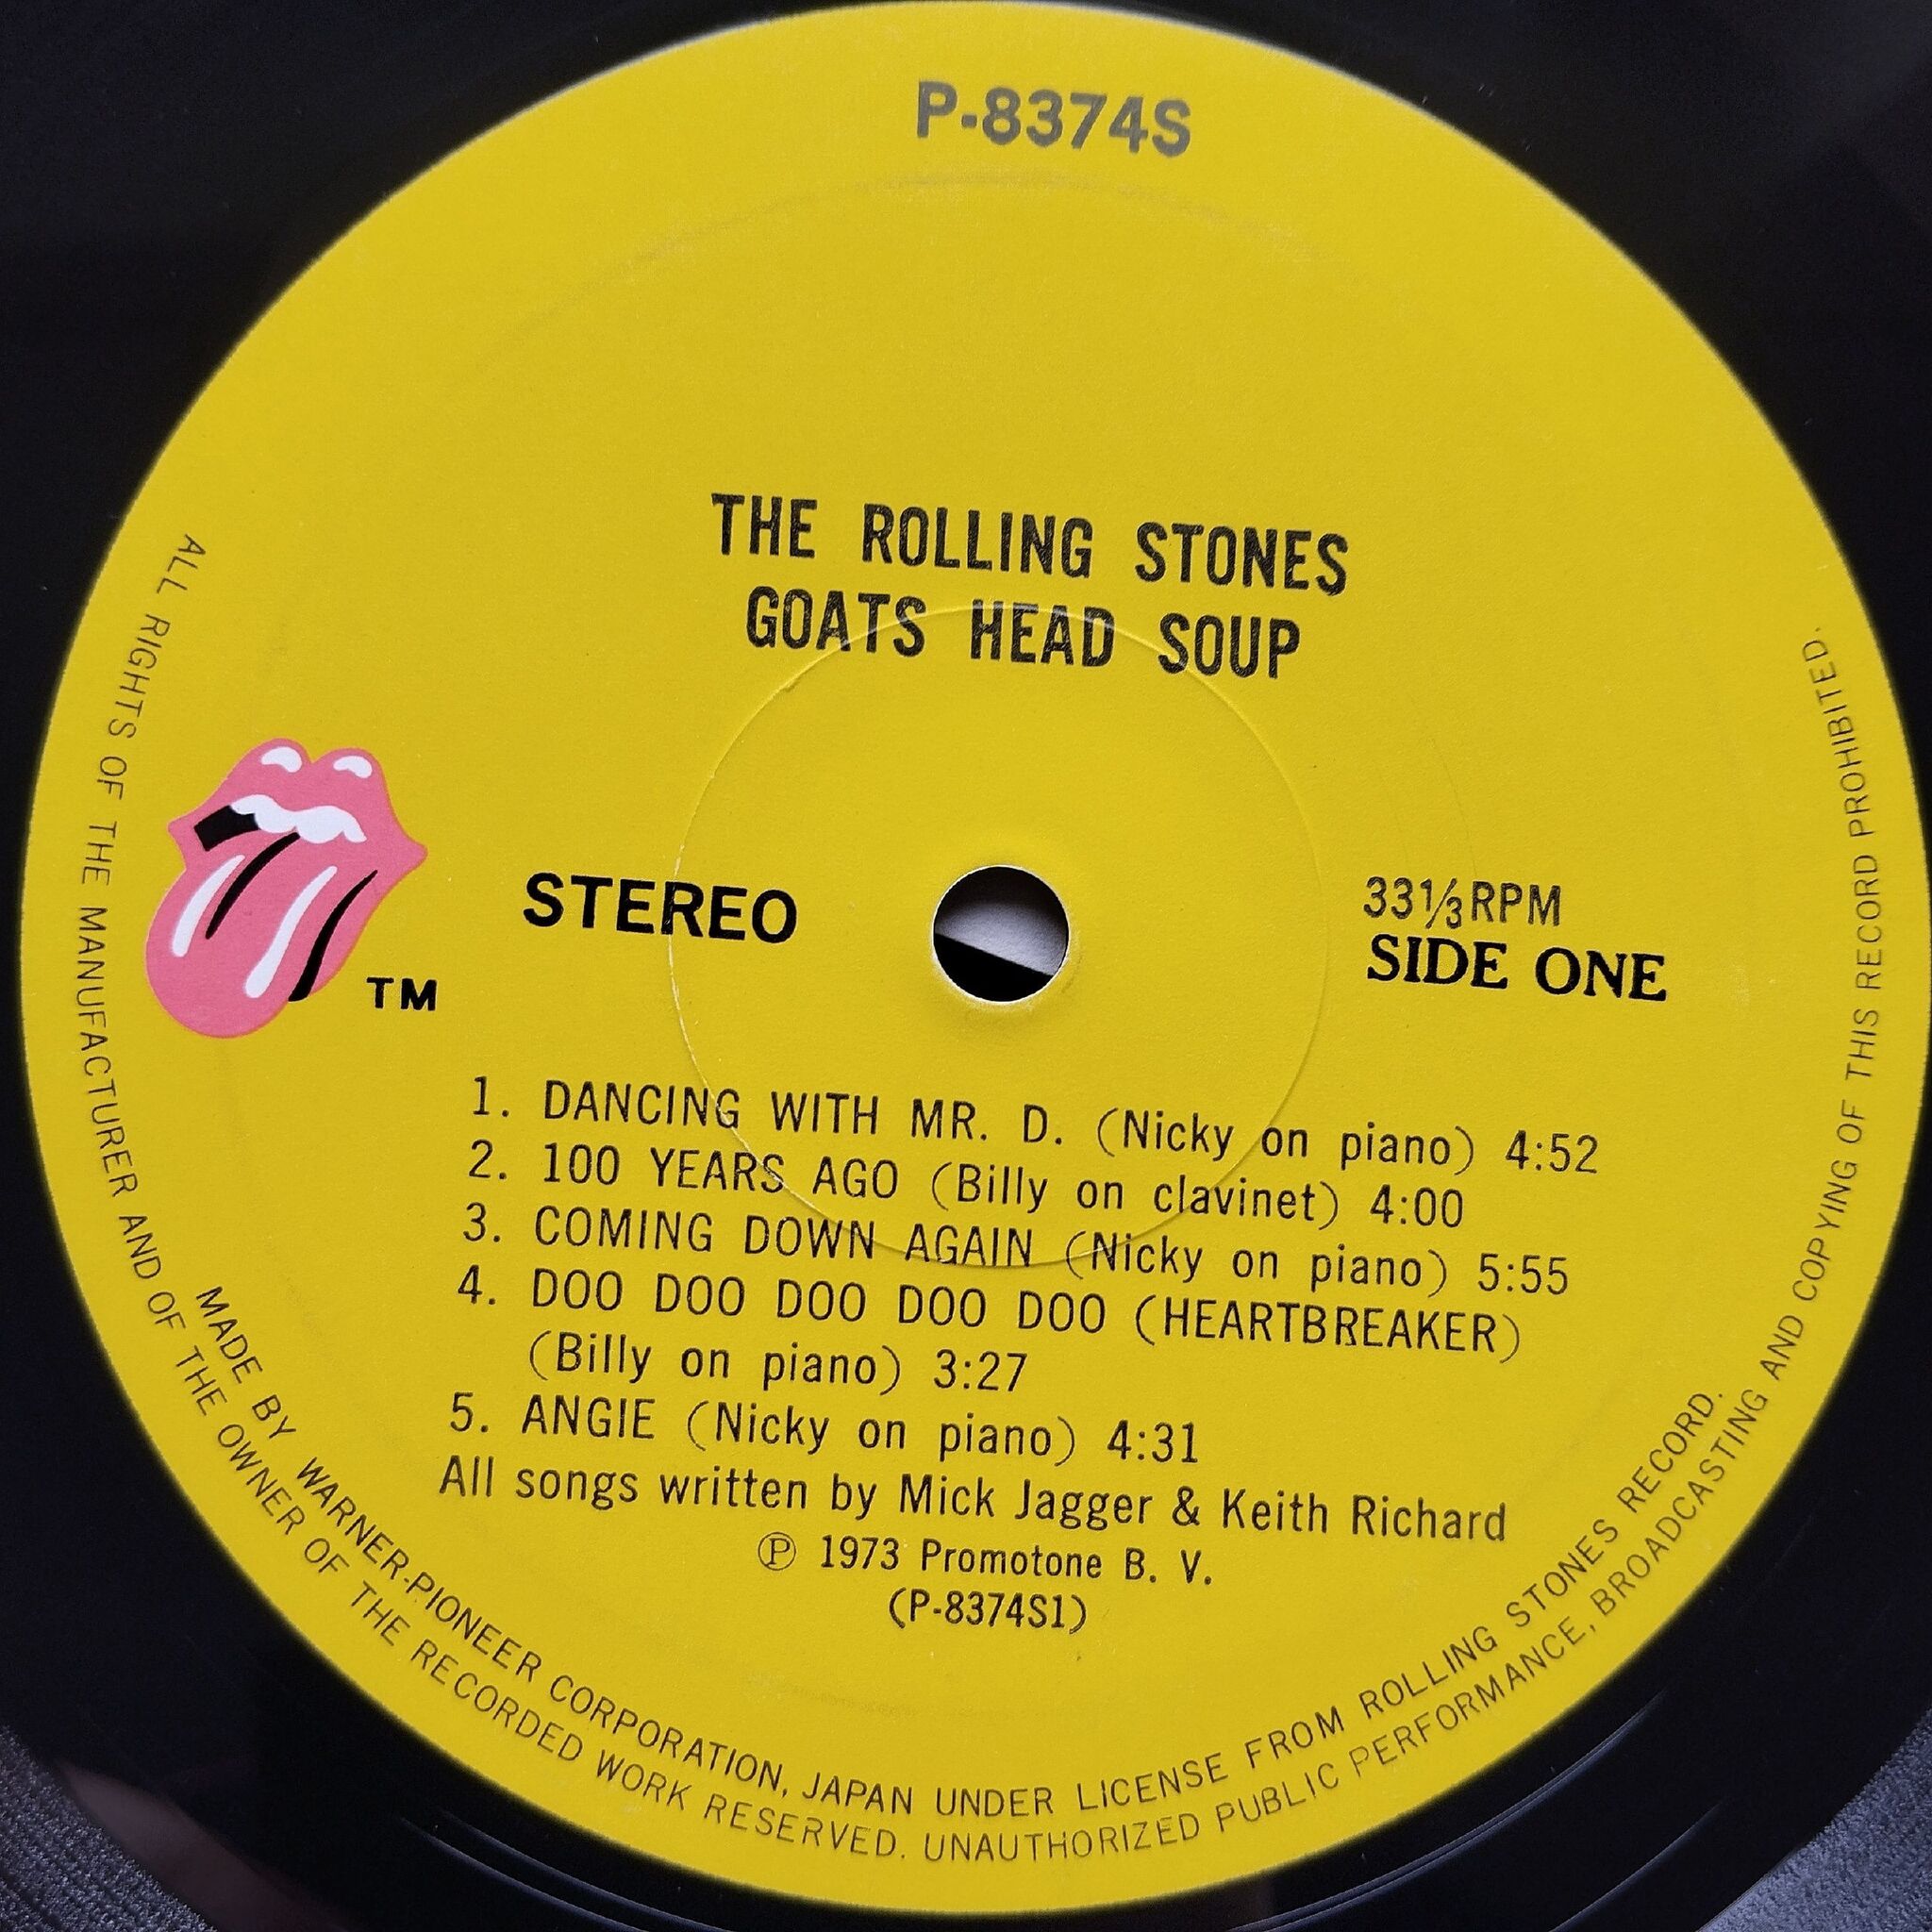 P-8374S
THE ROLLING STONES
GOATS HEAD SOUP
TM
STEREO
33⅓RPM
SIDE ONE
1. DANCING WITH MR. D. (Nicky on piano) 4:52
2. 100 YEARS AGO (Billy on clavinet) 4:00
3. COMING DOWN AGAIN (Nicky on piano) 5:55
4. DOO DOO DOO DOO DOO (HEARTBREAKER)
(Billy on piano) 3:27
5. ANGIE (Nicky on piano) 4:31
All songs written by Mick Jagger & Keith Richard
Ⓟ 1973 Promotone B. V.
(P-8374S1)
MADE BY WARNER-PIONEER CORPORATION, JAPAN UNDER LICENSE FROM ROLLING STONES RECORD.
ALL RIGHTS OF THE MANUFACTURER AND OF THE OWNER OF THE RECORDED WORK RESERVED. UNAUTHORIZED PUBLIC PERFORMANCE, BROADCASTING AND COPYING OF THIS RECORD PROHIBITED.